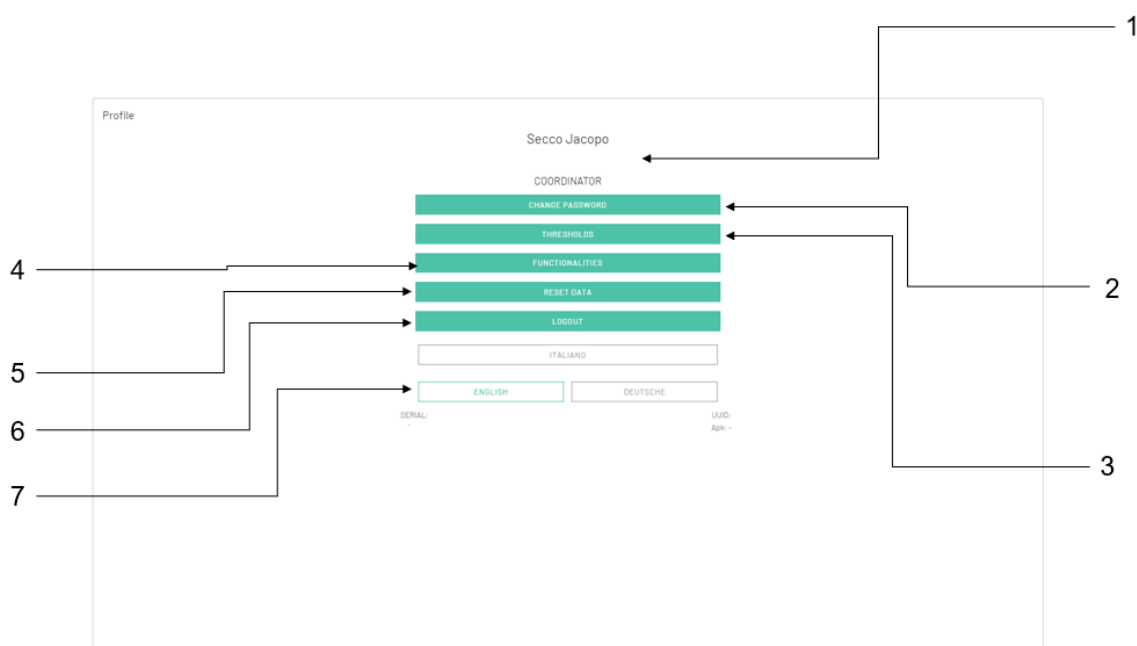 1
Profile
Secco Jacopo
COORDINATOR
CHANGE PASSWORD
THRESHOLDS
4
FUNCTIONALITIES
2
RESET DATA
LOGOUT
ITALIANO
5
ENGLISH
DEUTSCHE
SERIAL:
-
UUID:
Apk: -
6
3
7